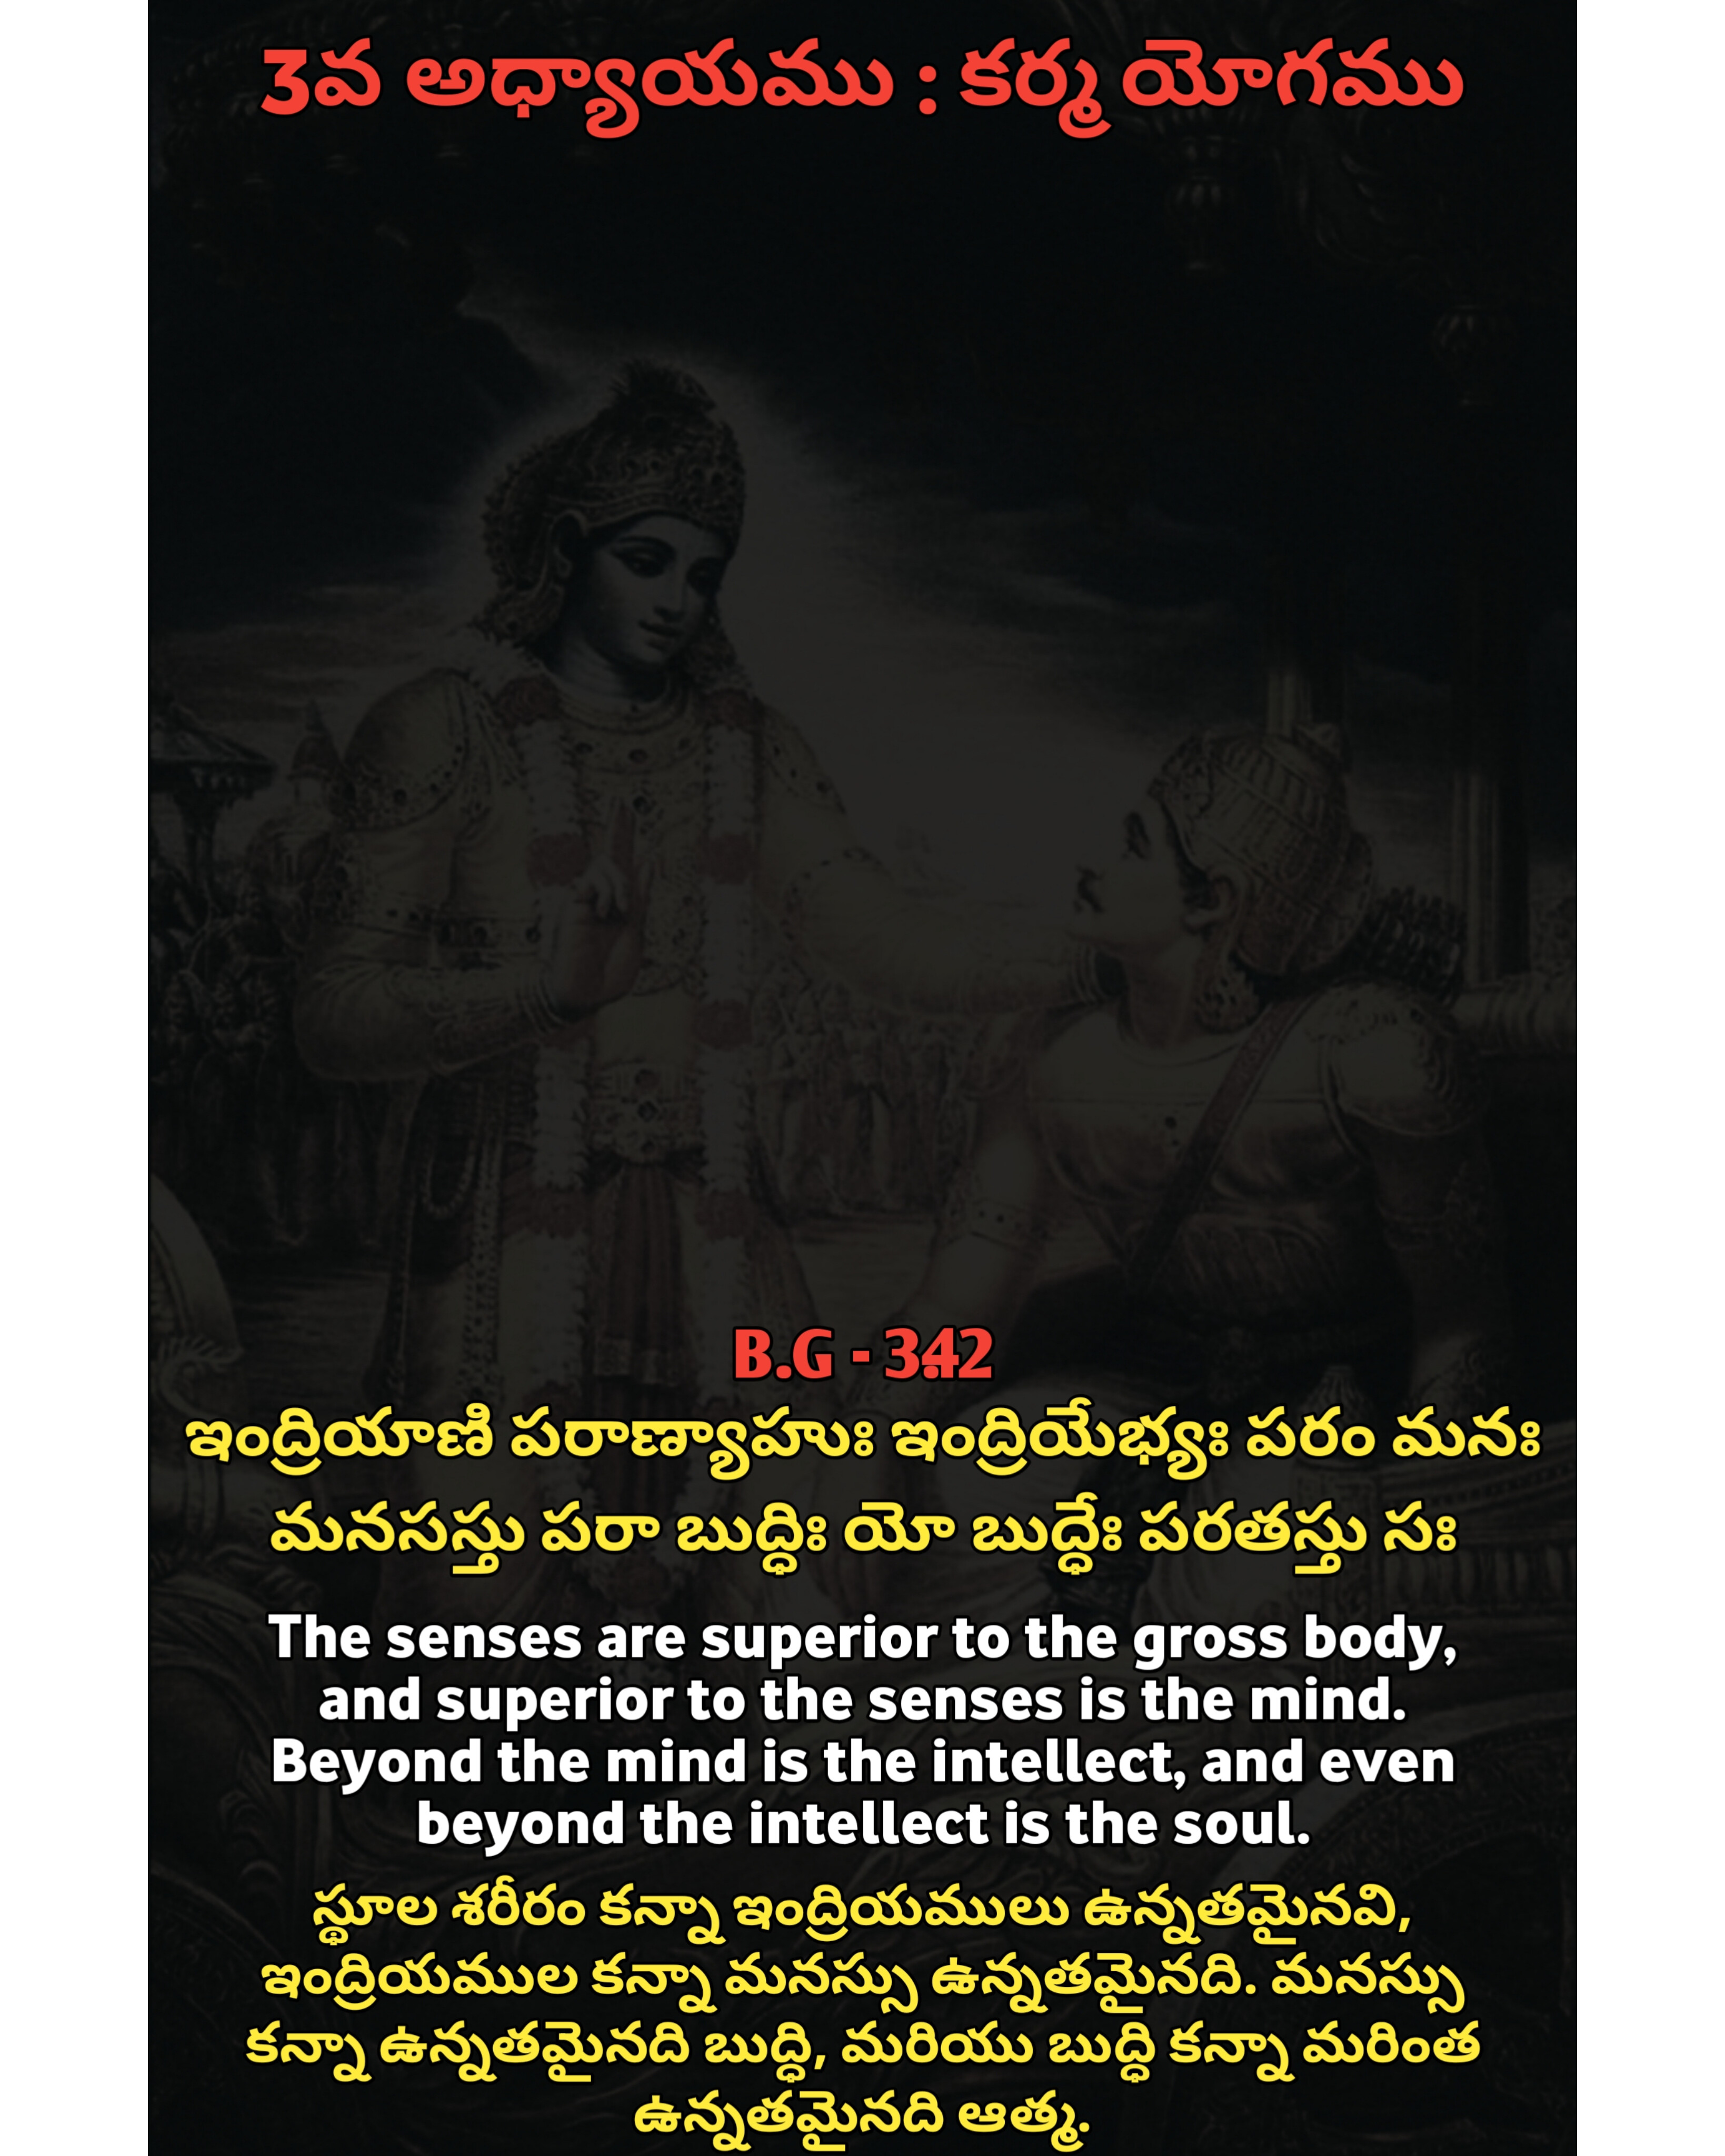 3వ అధ్యాయము : కర్మ యోగము
B.G - 3.42
ఇంద్రియాణి పరాణ్యాహుః ఇంద్రియేభ్యః పరం మనః
మనసస్తు పరా బుద్ధిః యో బుద్ధేః పరతస్తు సః
The senses are superior to the gross body,
and superior to the senses is the mind.
Beyond the mind is the intellect, and even
beyond the intellect is the soul.
స్థూల శరీరం కన్నా ఇంద్రియములు ఉన్నతమైనవి,
ఇంద్రియముల కన్నా మనస్సు ఉన్నతమైనది. మనస్సు
కన్నా ఉన్నతమైనది బుద్ధి, మరియు బుద్ధి కన్నా మరింత
ఉన్నతమైనది ఆత్మ.